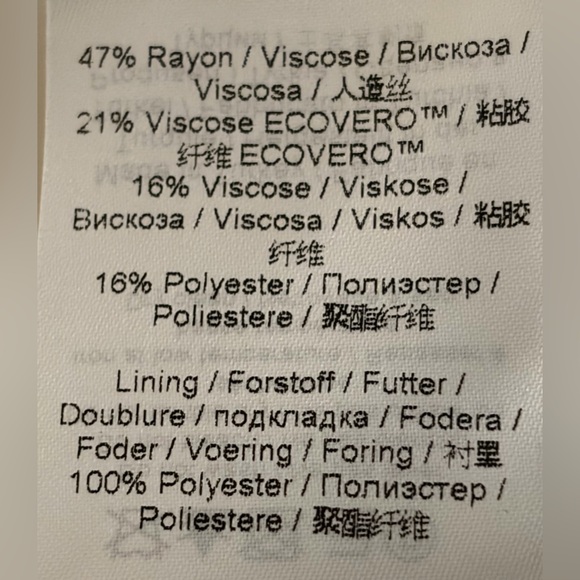 47% Rayon / Viscose / Вискоза /
Viscosa / 人造丝
21% Viscose ECOVERO™ / 粘胶
纤维 ECOVERO™
16% Viscose / Viskose /
Вискоза / Viscosa / Viskos / 粘胶
纤维
16% Polyester / Полиэстер /
Poliestere / 聚酯纤维
Lining / Forstoff / Futter /
Doublure / подкладка / Fodera /
Foder / Voering / Foring / 衬里
100% Polyester / Полиэстер /
Poliestere / 聚酯纤维